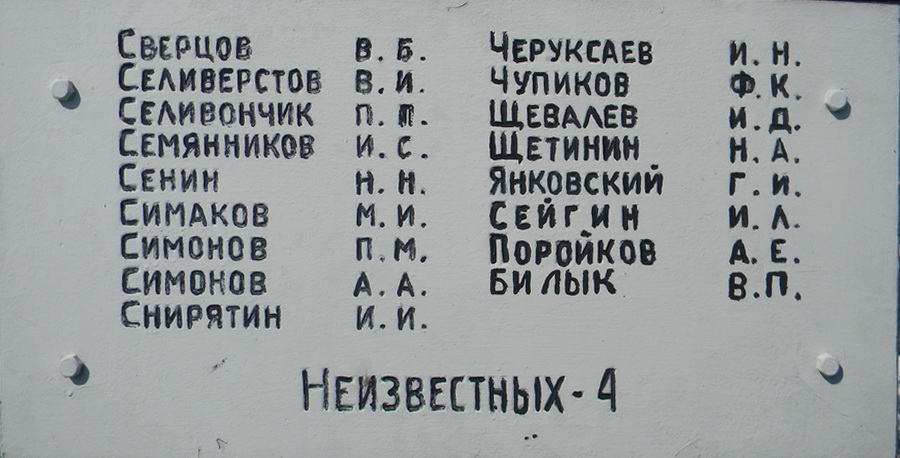 Сверцов В. Б.
Селиверстов В. И.
Селивончик П. П.
Семянников И. С.
Сенин Н. Н.
Симаков М. И.
Симонов П. М.
Симонов А. А.
Снирятин И. И.
Черуксаев И. Н.
Чупиков Ф. К.
Щевалев И. Д.
Щетинин Н. А.
Янковский Г. И.
Сейгин И. Л.
Поройков А. Е.
Билык В. П.
Неизвестных - 4